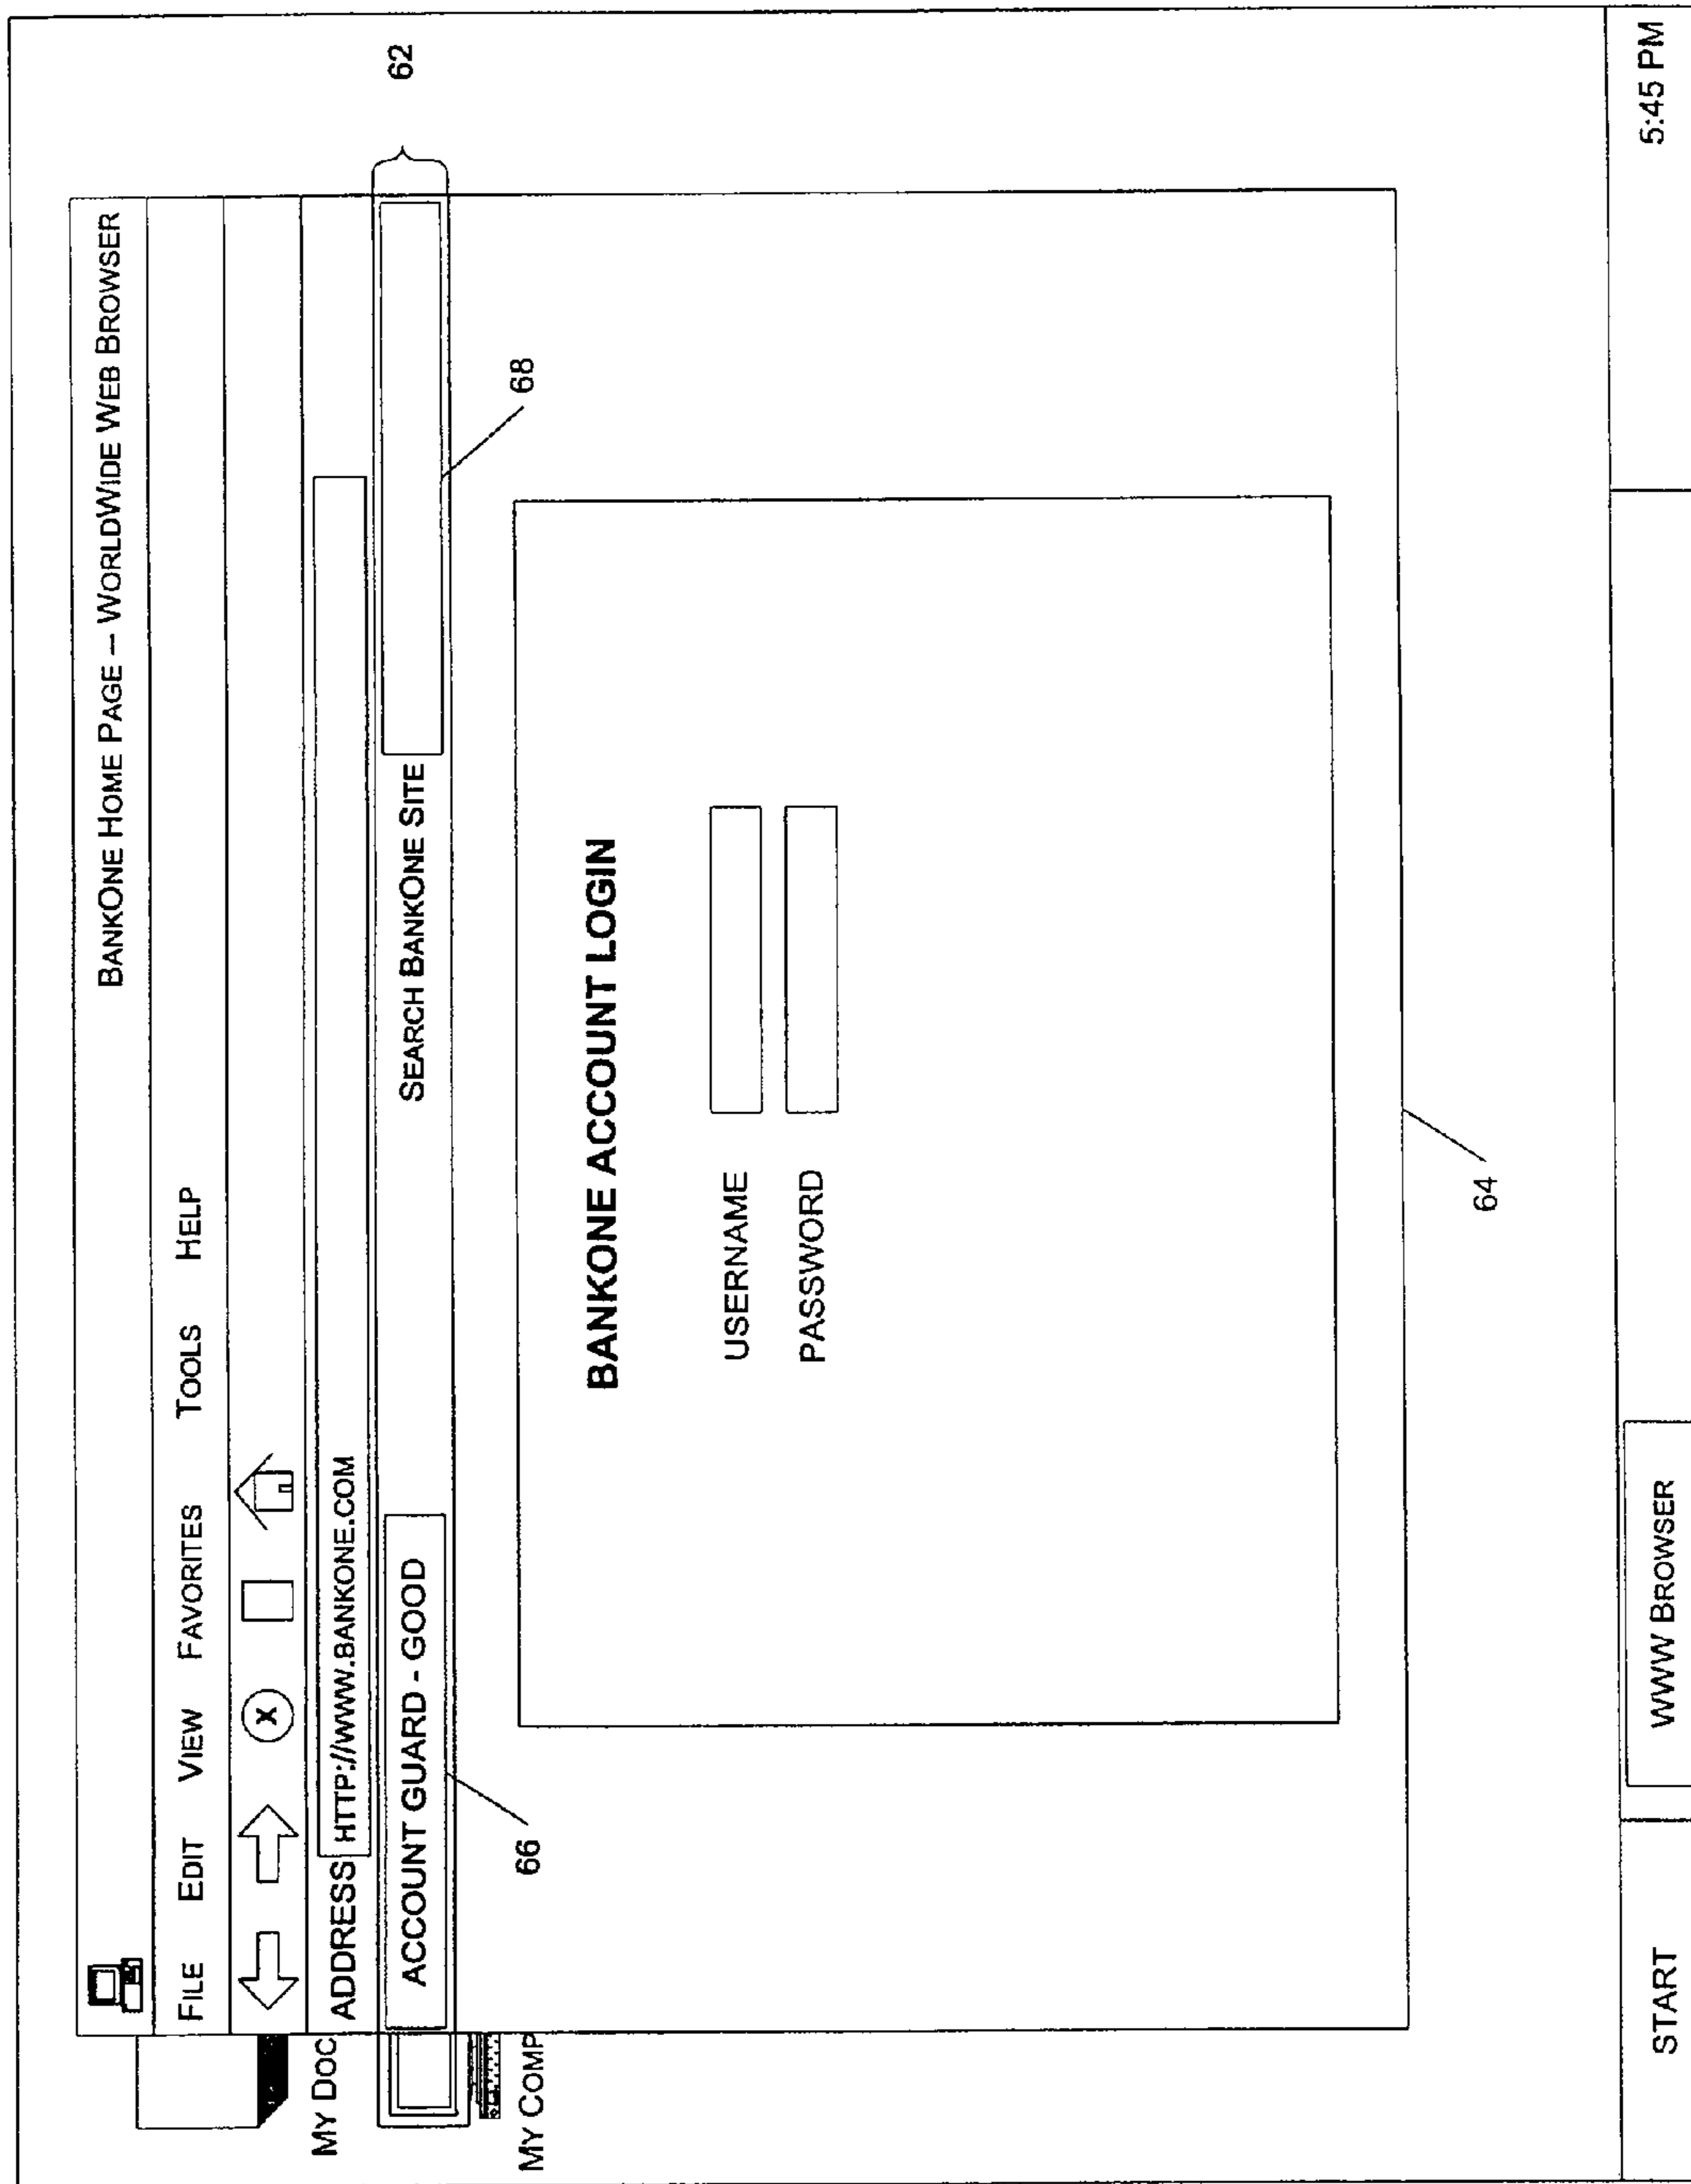 BANKONE HOME PAGE – WORLDWIDE WEB BROWSER
FILE EDIT VIEW FAVORITES TOOLS HELP
X
ADDRESS HTTP://WWW.BANKONE.COM
ACCOUNT GUARD - GOOD SEARCH BANKONE SITE
62
MY DOC
66
68
MY COMP
BANKONE ACCOUNT LOGIN
USERNAME
PASSWORD
64
START WWW BROWSER 5:45 PM